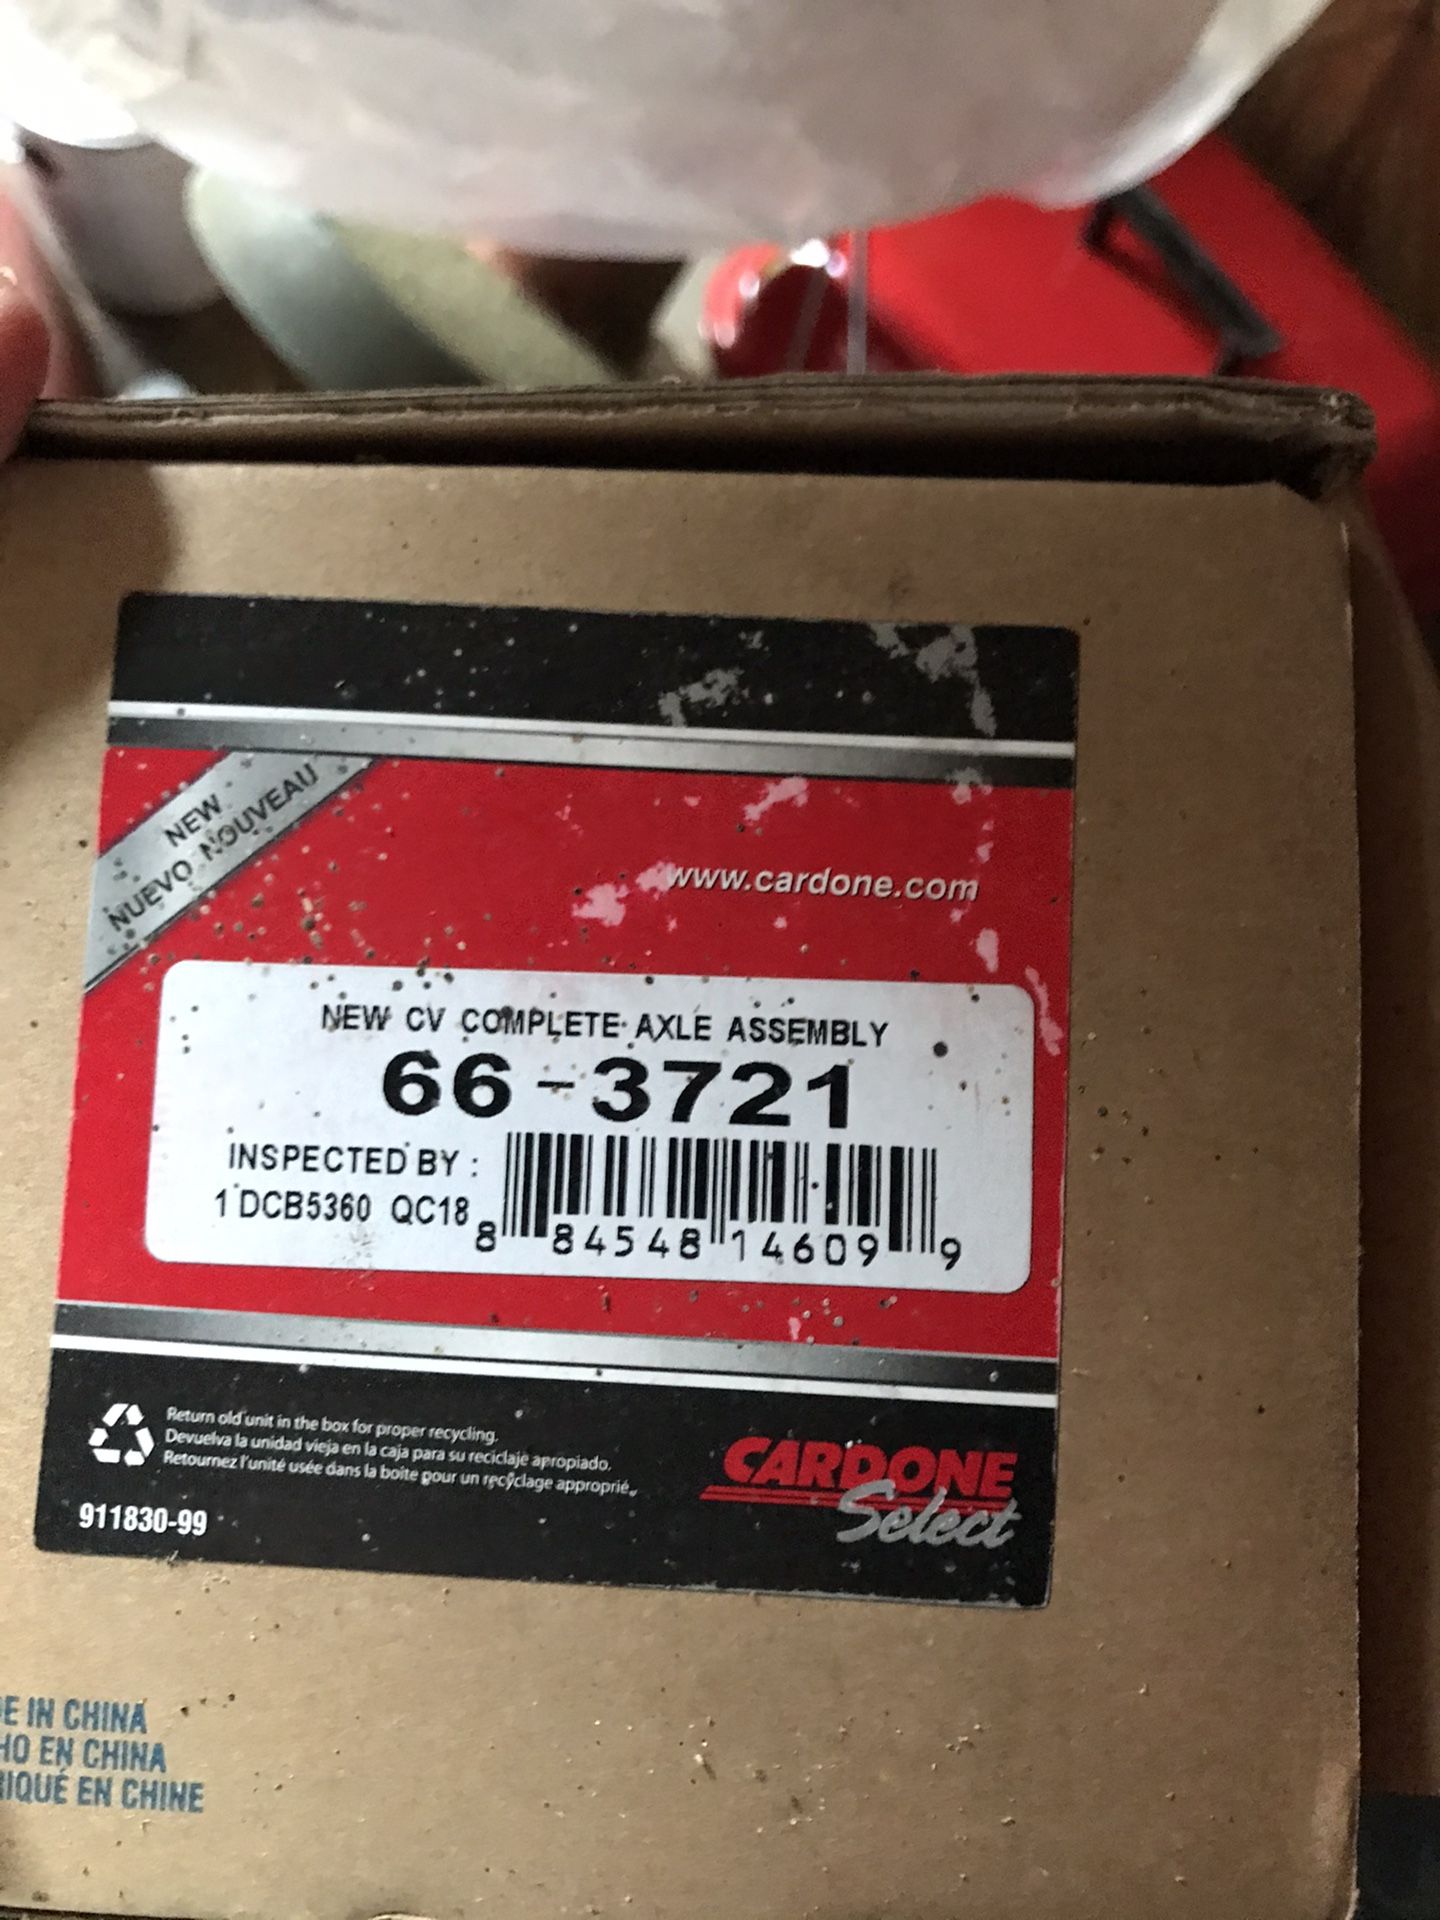 NEW
NUEVO NOUVEAU
www.cardone.com
NEW CV COMPLETE AXLE ASSEMBLY
66-3721
INSPECTED BY :
1 DCB5360 QC18
8 84548 14609 9
Return old unit in the box for proper recycling.
Devuelva la unidad vieja en la caja para su reciclaje apropiado.
Retournez l'unité usée dans la boite pour un recyclage approprié.
911830-99
CARDONE
Select
E IN CHINA
HO EN CHINA
RIQUÉ EN CHINE